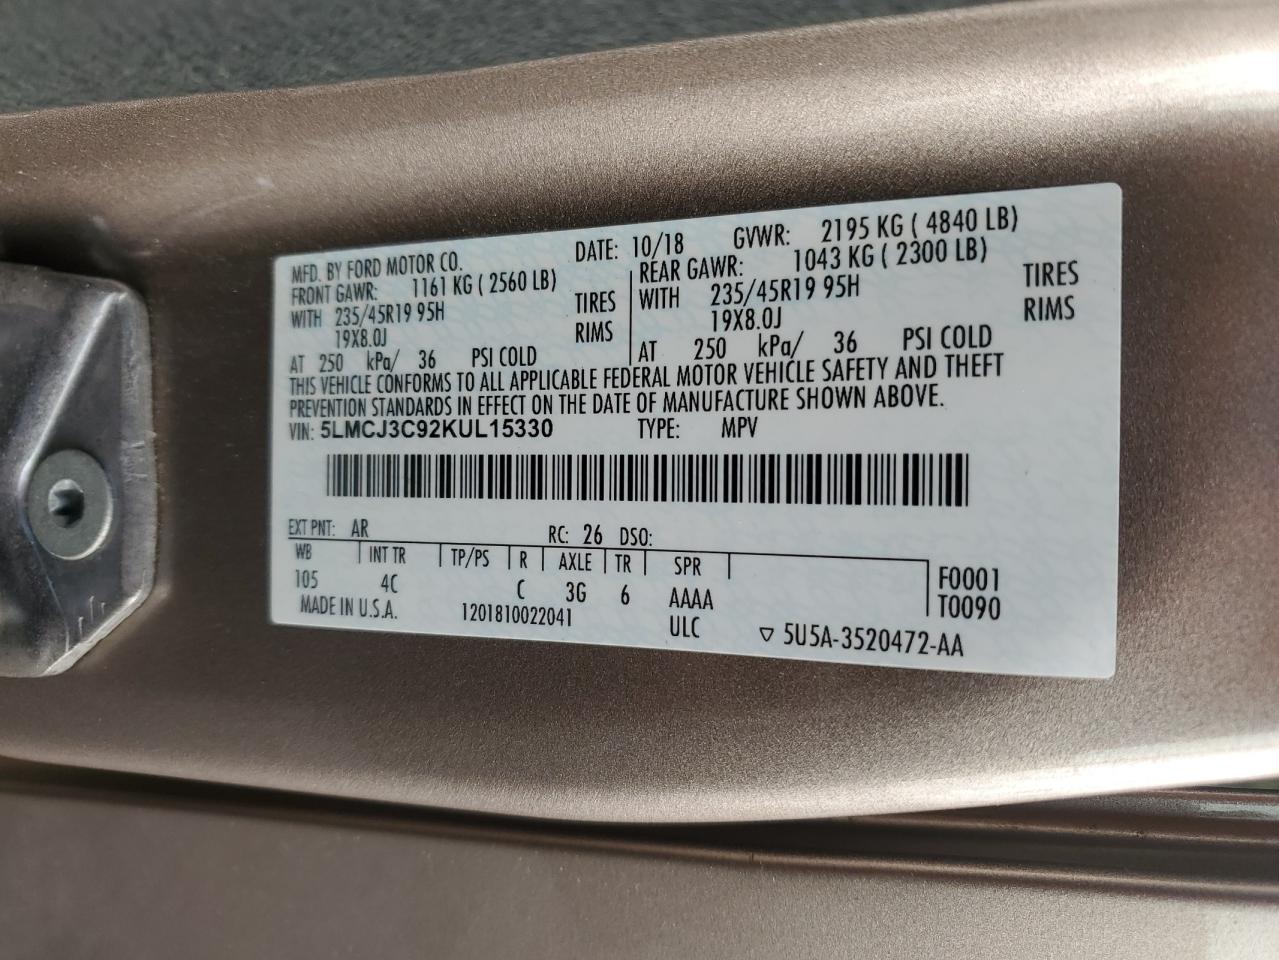 MFD. BY FORD MOTOR CO. DATE: 10/18 GVWR: 2195 KG ( 4840 LB)
FRONT GAWR: 1161 KG ( 2560 LB) REAR GAWR: 1043 KG ( 2300 LB)
WITH 235/45R19 95H TIRES WITH 235/45R19 95H TIRES
19X8.0J RIMS 19X8.0J RIMS
AT 250 kPa/ 36 PSI COLD AT 250 kPa/ 36 PSI COLD
THIS VEHICLE CONFORMS TO ALL APPLICABLE FEDERAL MOTOR VEHICLE SAFETY AND THEFT
PREVENTION STANDARDS IN EFFECT ON THE DATE OF MANUFACTURE SHOWN ABOVE.
VIN: 5LMCJ3C92KUL15330 TYPE: MPV
EXT PNT: AR RC: 26 DSO:
WB INT TR TP/PS R AXLE TR SPR
105 4C C 3G 6 AAAA F0001
T0090
MADE IN U.S.A. 1201810022041 ULC ▽ 5U5A-3520472-AA